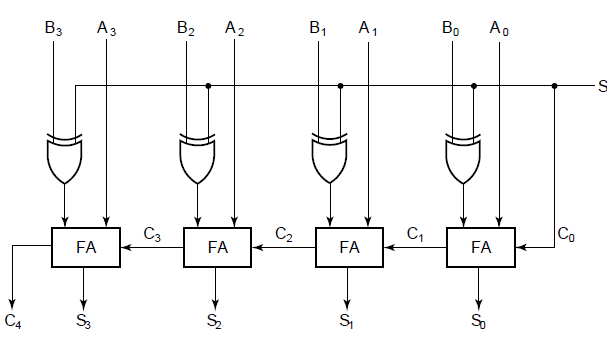 B3 A3 B2 A2 B1 A1 B0 A0
S
C3 C2 C1 C0
FA FA FA FA
C4 S3 S2 S1 S0